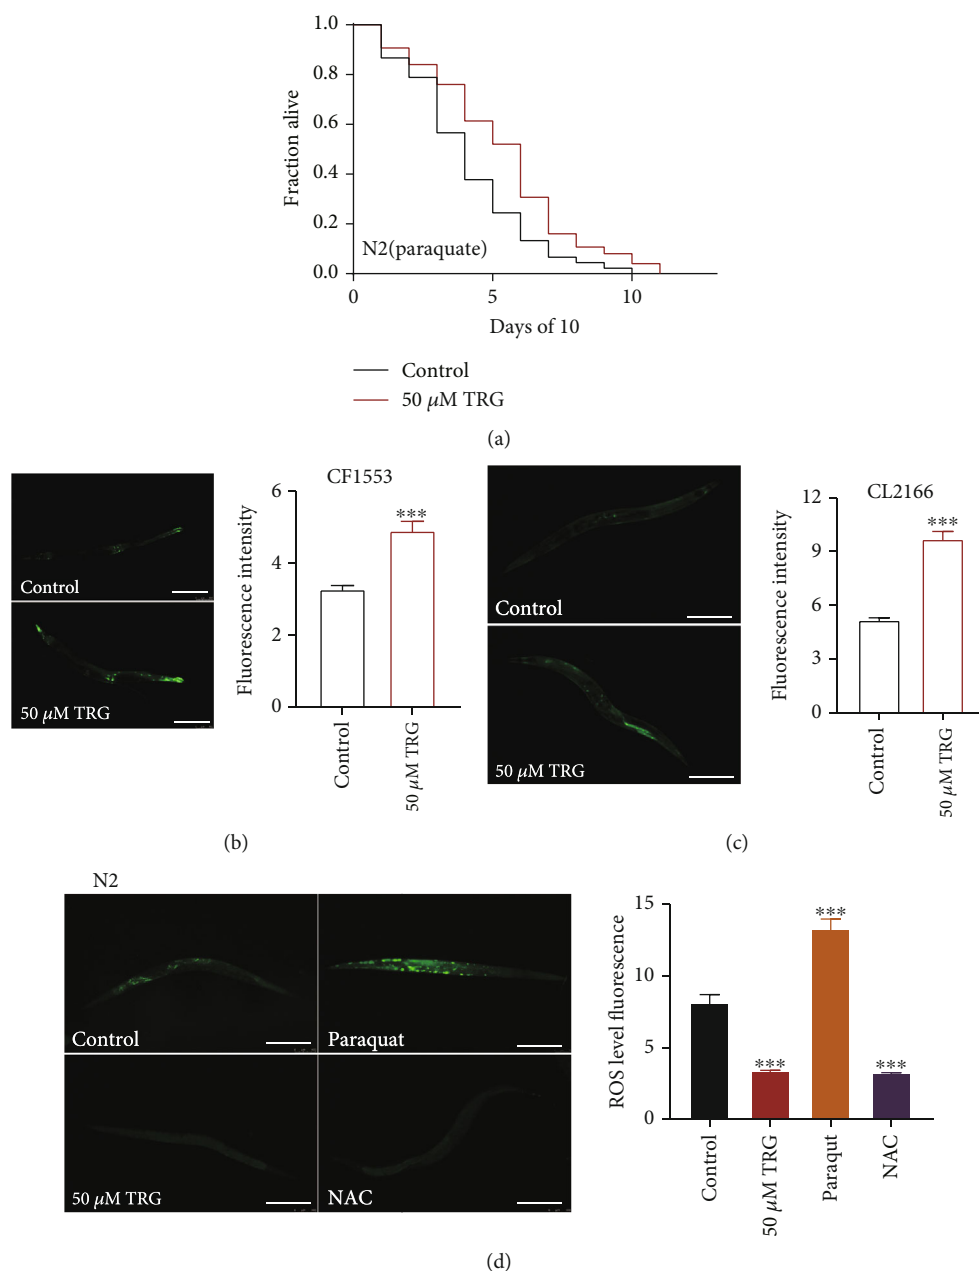 1.0
0.8
0.6
0.4
0.2
0.0
Fraction alive
N2(paraquate)
0
5
10
Days of 10
Control
50 μM TRG
(a)
Control
50 μM TRG
CF1553
6
4
2
0
Fluorescence intensity
***
Control
50 μM TRG
(b)
Control
50 μM TRG
CL2166
12
9
6
3
0
Fluorescence intensity
***
Control
50 μM TRG
(c)
N2
Control
Paraquat
50 μM TRG
NAC
15
10
5
0
ROS level fluorescence
***
***
***
Control
50 μM TRG
Paraqut
NAC
(d)